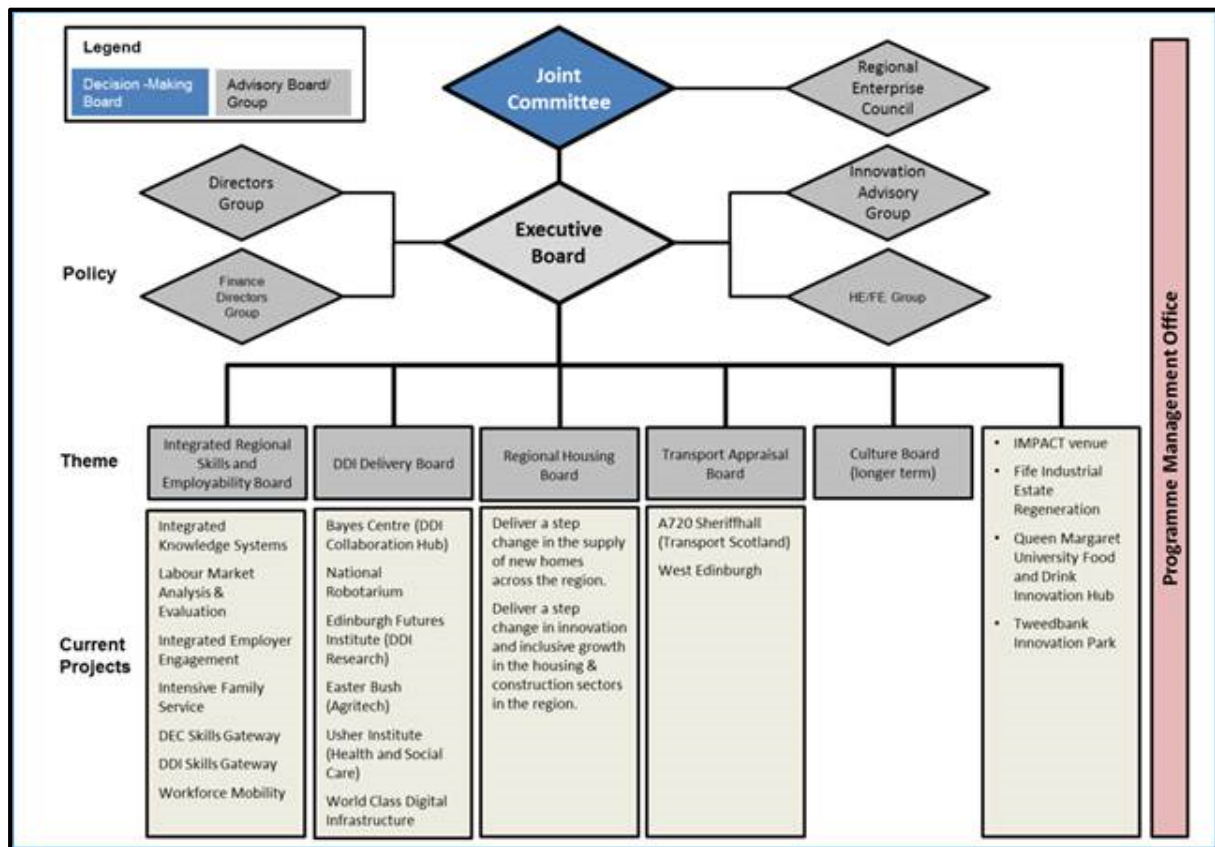 Legend
Decision -Making
Board
Advisory Board/
Group
Joint
Committee
Regional
Enterprise
Council
Directors
Group
Innovation
Advisory
Group
Executive
Board
Policy
Finance
Directors
Group
HE/FE Group
Theme
Integrated Regional
Skills and
Employability Board
DDI Delivery Board
Regional Housing
Board
Transport Appraisal
Board
Culture Board
(longer term)
Current
Projects
Integrated
Knowledge Systems
Labour Market
Analysis &
Evaluation
Integrated Employer
Engagement
Intensive Family
Service
DEC Skills Gateway
DDI Skills Gateway
Workforce Mobility
Bayes Centre (DDI
Collaboration Hub)
National
Robotarium
Edinburgh Futures
Institute (DDI
Research)
Easter Bush
(Agritech)
Usher Institute
(Health and Social
Care)
World Class Digital
Infrastructure
Deliver a step
change in the supply
of new homes
across the region.
Deliver a step
change in innovation
and inclusive growth
in the housing &
construction sectors
in the region.
A720 Sheriffhall
(Transport Scotland)
West Edinburgh
• IMPACT venue
• Fife Industrial
Estate
Regeneration
• Queen Margaret
University Food
and Drink
Innovation Hub
• Tweedbank
Innovation Park
Programme Management Office